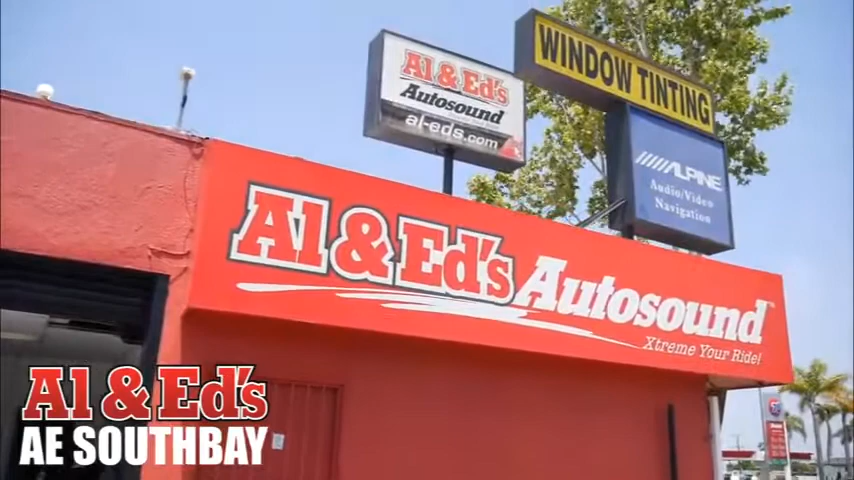 Al & Ed's
Autosound
al-eds.com
WINDOW TINTING
ALPINE
Audio/Video
Navigation
Al & Ed's Autosound
Xtreme Your Ride!
Al & Ed's
AE SOUTHBAY
76